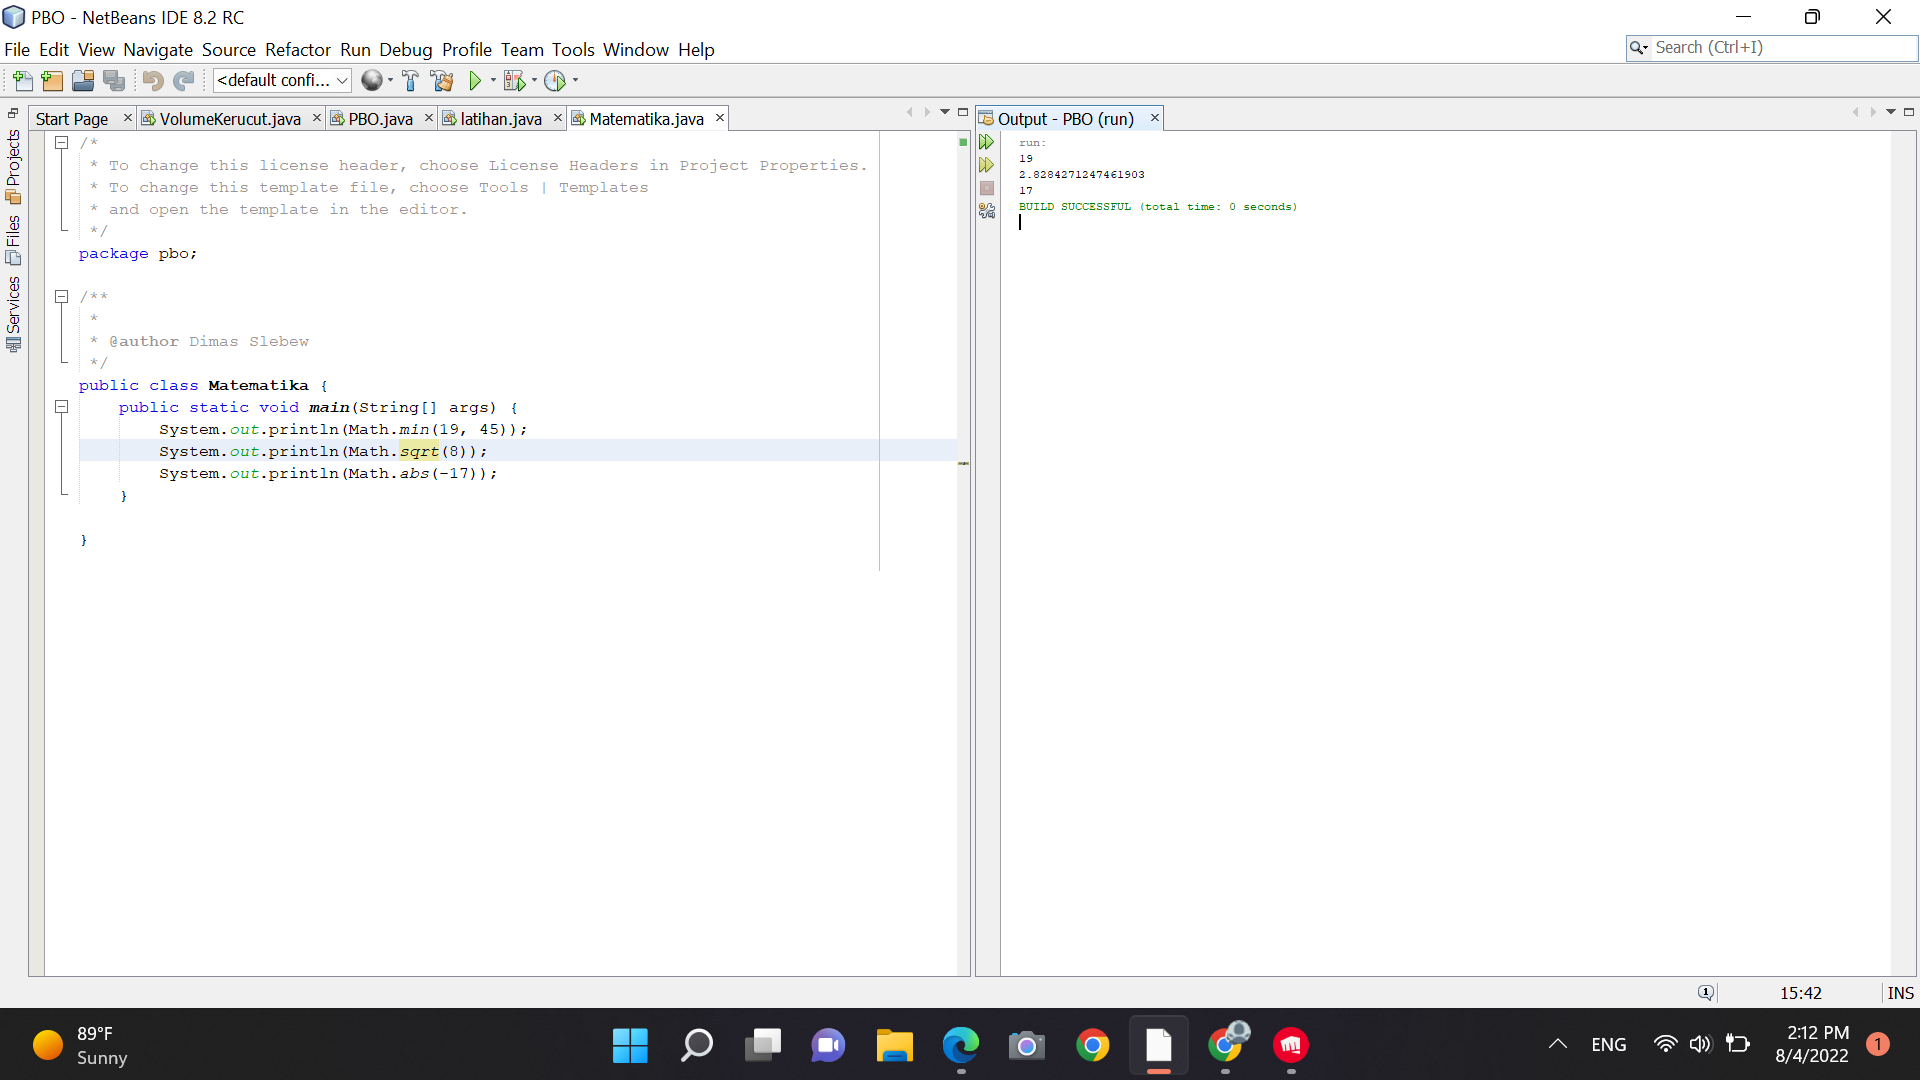 PBO - NetBeans IDE 8.2 RC
File Edit View Navigate Source Refactor Run Debug Profile Team Tools Window Help
Search (Ctrl+I)
<default confi...
Start Page
VolumeKerucut.java
PBO.java
latihan.java
Matematika.java
Projects
Files
Services
/*
* To change this license header, choose License Headers in Project Properties.
* To change this template file, choose Tools | Templates
* and open the template in the editor.
*/
package pbo;
/**
*
* @author Dimas Slebew
*/
public class Matematika {
public static void main(String[] args) {
System.out.println(Math.min(19, 45));
System.out.println(Math.sqrt(8));
System.out.println(Math.abs(-17));
}
}
Output - PBO (run)
run:
19
2.8284271247461903
17
BUILD SUCCESSFUL (total time: 0 seconds)
1
15:42
INS
89°F
Sunny
ENG
2:12 PM
8/4/2022
1